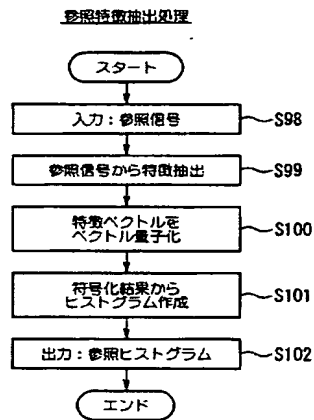 参照特徴抽出処理
スタート
入力：参照信号
S98
参照信号から特徴抽出
S99
特徴ベクトルを
ベクトル量子化
S100
符号化結果から
ヒストグラム作成
S101
出力：参照ヒストグラム
S102
エンド